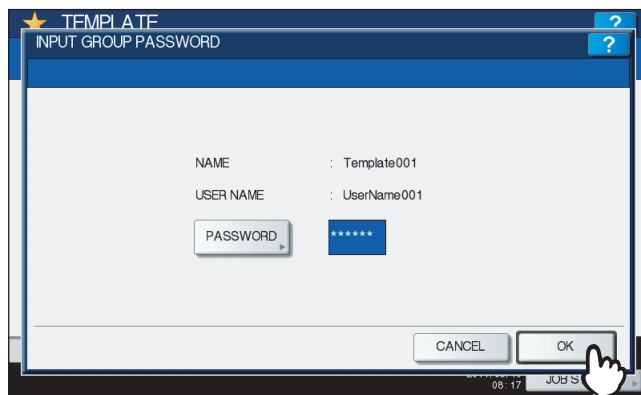 TEMPLATE
?
INPUT GROUP PASSWORD
?
NAME : Template001
USER NAME : UserName001
PASSWORD ******
CANCEL
OK
08:17
JOB S